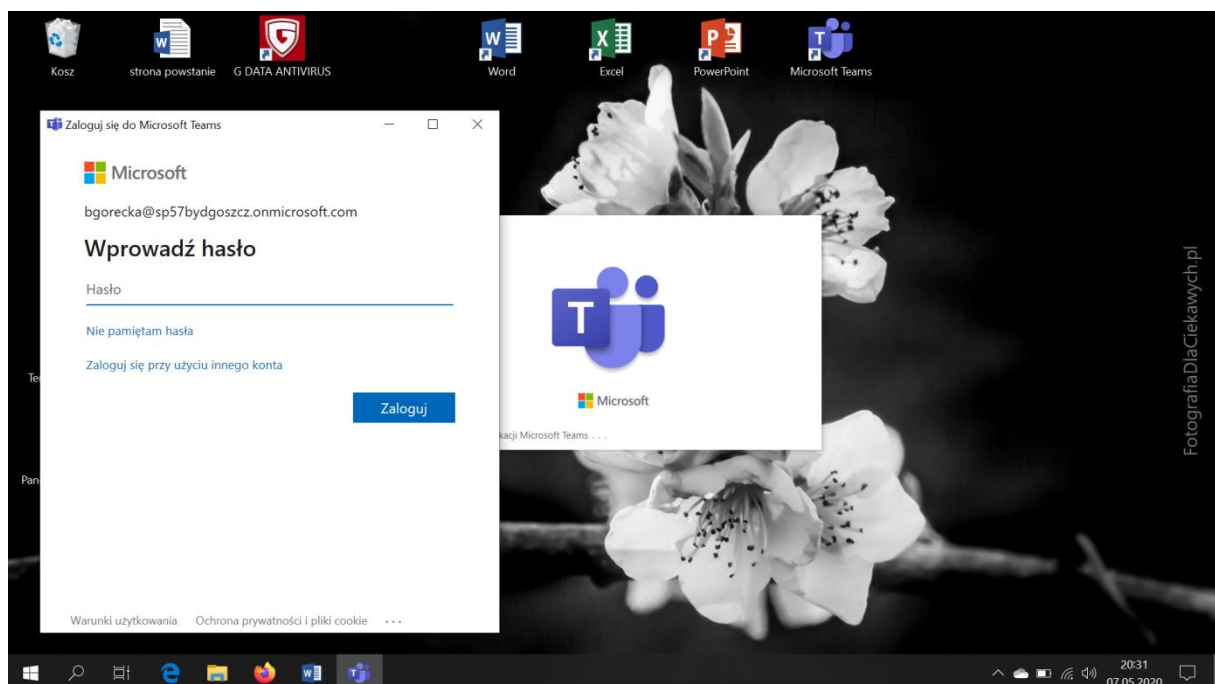 Kosz
strona powstanie
G DATA ANTIVIRUS
Word
Excel
PowerPoint
Microsoft Teams
Zaloguj się do Microsoft Teams
Microsoft
bgorecka@sp57bydgoszcz.onmicrosoft.com
Wprowadź hasło
Hasło
Nie pamiętam hasła
Zaloguj się przy użyciu innego konta
Zaloguj
Warunki użytkowania Ochrona prywatności i pliki cookie ...
T
Microsoft
kacji Microsoft Teams . . .
Te
Pan
FotografiaDlaCiekawych.pl
20:31
07.05.2020